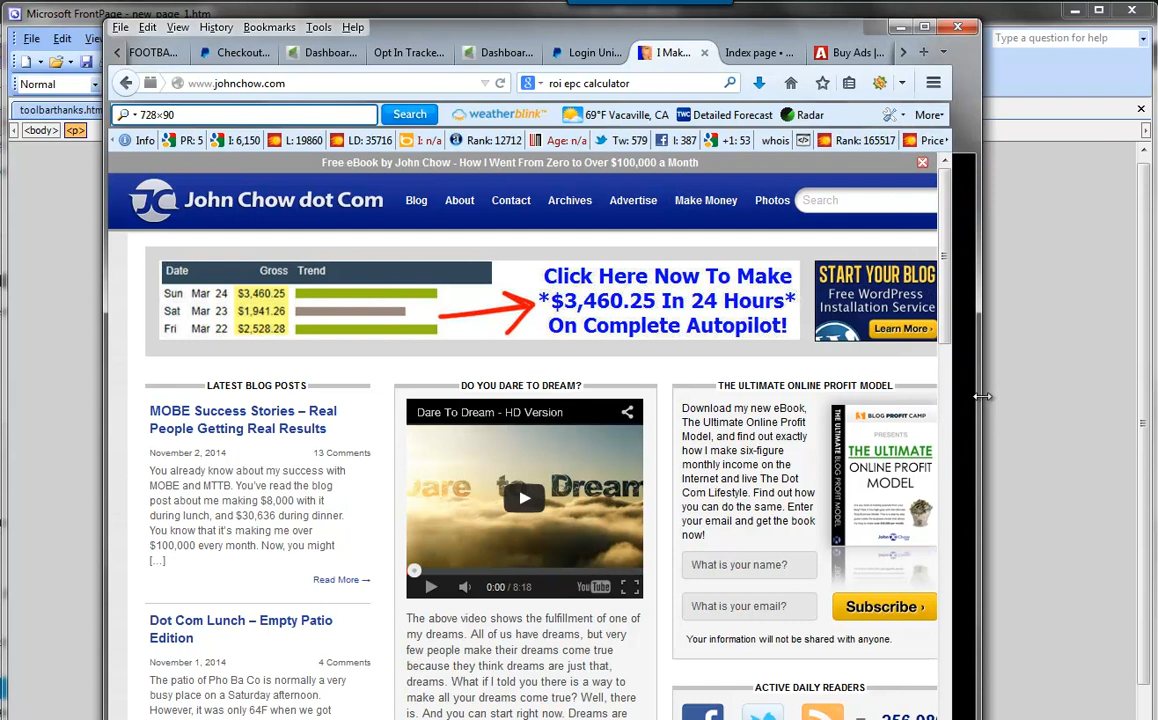 Microsoft FrontPage - new_page_1.htm
File Edit View
Type a question for help
Normal
toolbarthanks.htm
<body> <p>
File Edit View History Bookmarks Tools Help
FOOTBA... Checkout... Dashboar... Opt In Tracke... Dashboar... Login Uni... I Mak... Index page •... Buy Ads |...
www.johnchow.com
roi epc calculator
728×90 Search weatherblink™ 69°F Vacaville, CA TWC Detailed Forecast Radar More
Info PR: 5 I: 6,150 L: 19860 LD: 35716 I: n/a Rank: 12712 Age: n/a Tw: 579 I: 387 +1: 53 whois Rank: 165517 Price
Free eBook by John Chow - How I Went From Zero to Over $100,000 a Month
John Chow dot Com Blog About Contact Archives Advertise Make Money Photos Search
Date Gross Trend
Sun Mar 24 $3,460.25
Sat Mar 23 $1,941.26
Fri Mar 22 $2,528.28
Click Here Now To Make
*$3,460.25 In 24 Hours*
On Complete Autopilot!
START YOUR BLOG
Free WordPress
Installation Service
Learn More ›
LATEST BLOG POSTS
MOBE Success Stories – Real
People Getting Real Results
November 2, 2014 13 Comments
You already know about my success with
MOBE and MTTB. You've read the blog
post about me making $8,000 with it
during lunch, and $30,636 during dinner.
You know that it's making me over
$100,000 every month. Now, you might
[…]
Read More →
Dot Com Lunch – Empty Patio
Edition
November 1, 2014 4 Comments
The patio of Pho Ba Co is normally a very
busy place on a Saturday afternoon.
However, it was only 64F when we got
DO YOU DARE TO DREAM?
Dare To Dream - HD Version
Dare to Dream
0:00 / 8:18 YouTube
The above video shows the fulfillment of one of
my dreams. All of us have dreams, but very
few people make their dreams come true
because they think dreams are just that,
dreams. What if I told you there is a way to
make all your dreams come true? Well, there
is. And you can start right now. Dreams are
THE ULTIMATE ONLINE PROFIT MODEL
Download my new eBook,
The Ultimate Online Profit
Model, and find out exactly
how I make six-figure
monthly income on the
Internet and live The Dot
Com Lifestyle. Find out how
you can do the same. Enter
your email and get the book
now!
BLOG PROFIT CAMP
PRESENTS
THE ULTIMATE
ONLINE PROFIT
MODEL
What is your name?
What is your email?
Subscribe ›
Your information will not be shared with anyone.
ACTIVE DAILY READERS